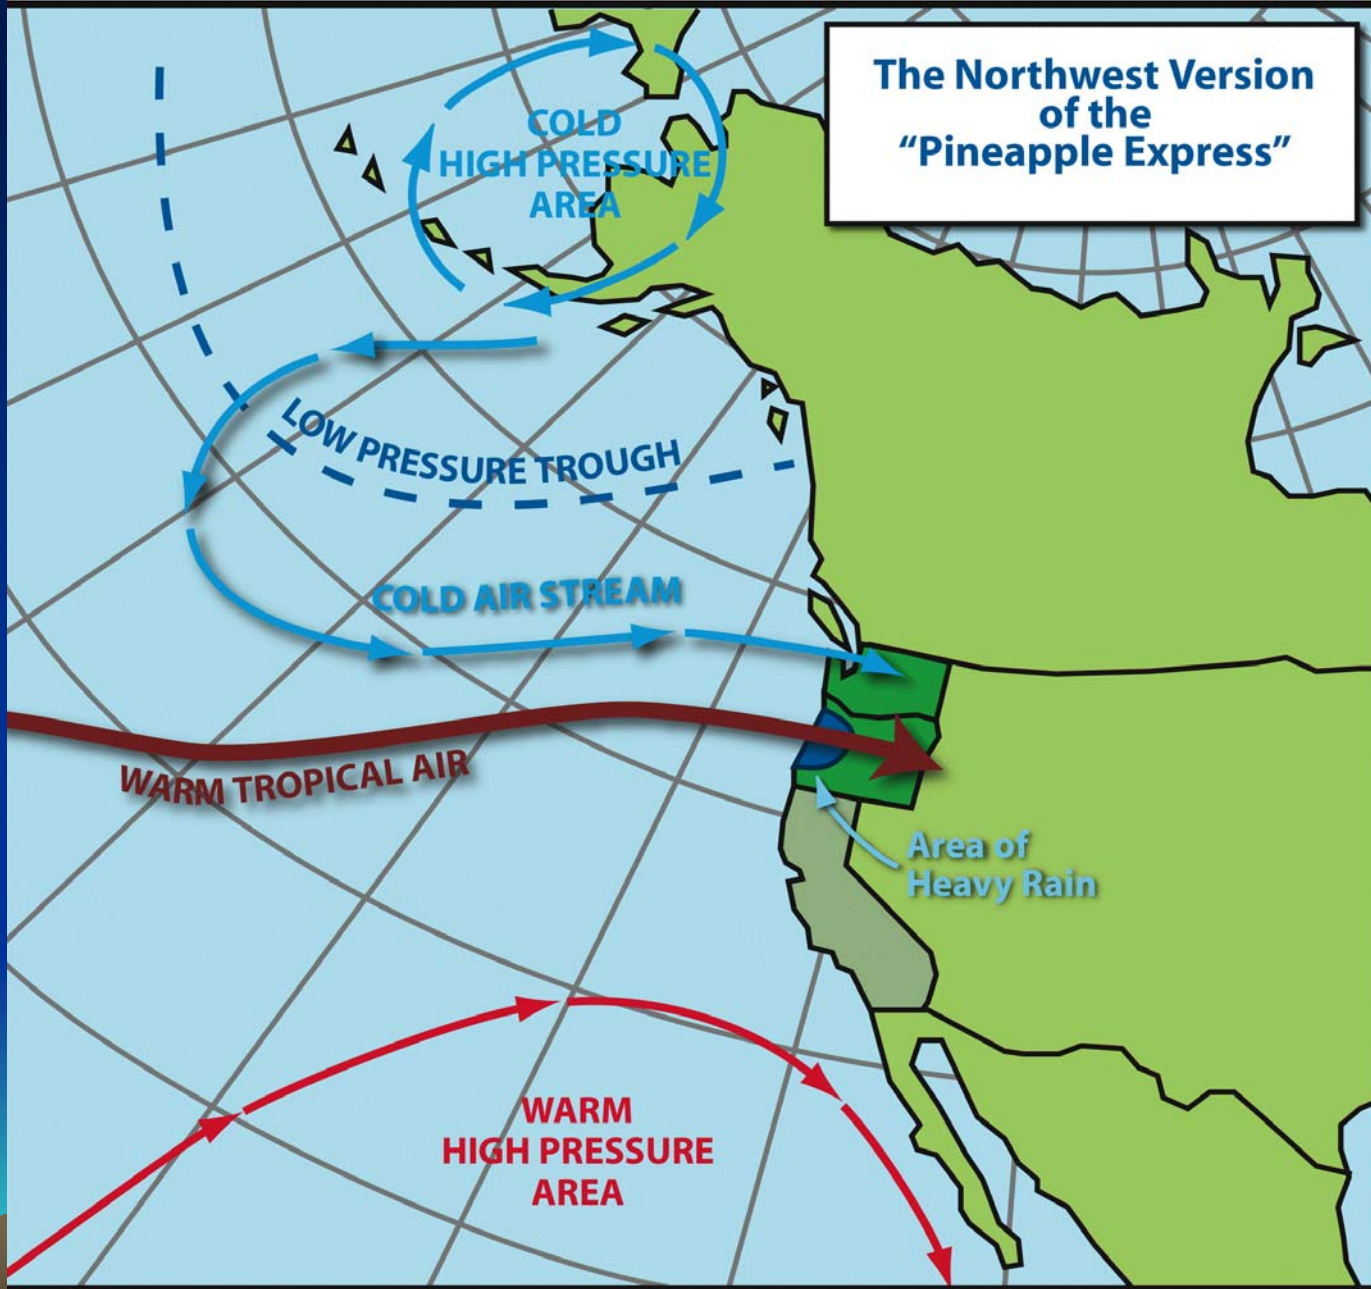 The Northwest Version
of the
“Pineapple Express”
COLD
HIGH PRESSURE
AREA
LOW PRESSURE TROUGH
COLD AIR STREAM
WARM TROPICAL AIR
Area of
Heavy Rain
WARM
HIGH PRESSURE
AREA